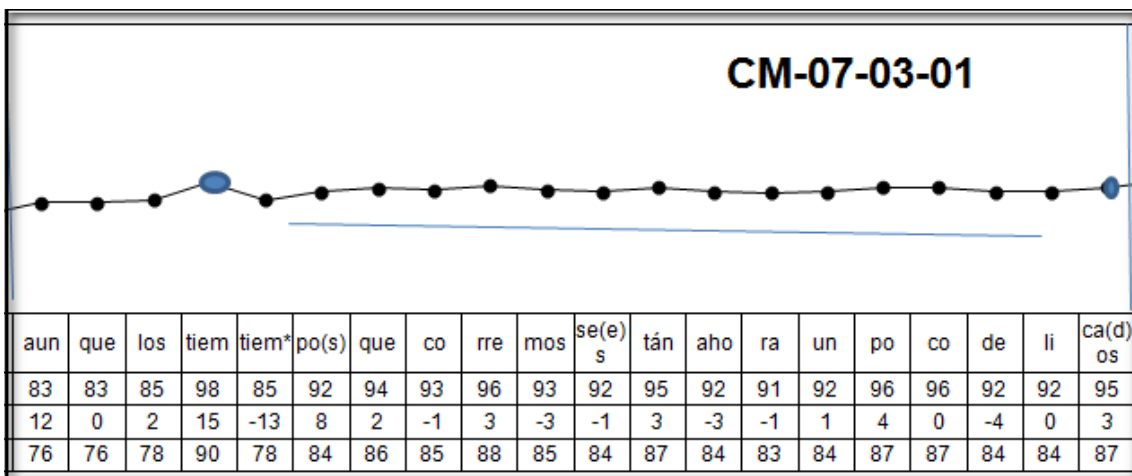 CM-07-03-01
aun que los tiem tiem* po(s) que co rre mos se(e)s tán aho ra un po co de li ca(d)os
83 83 85 98 85 92 94 93 96 93 92 95 92 91 92 96 96 92 92 95
12 0 2 15 -13 8 2 -1 3 -3 -1 3 -3 -1 1 4 0 -4 0 3
76 76 78 90 78 84 86 85 88 85 84 87 84 83 84 87 87 84 84 87